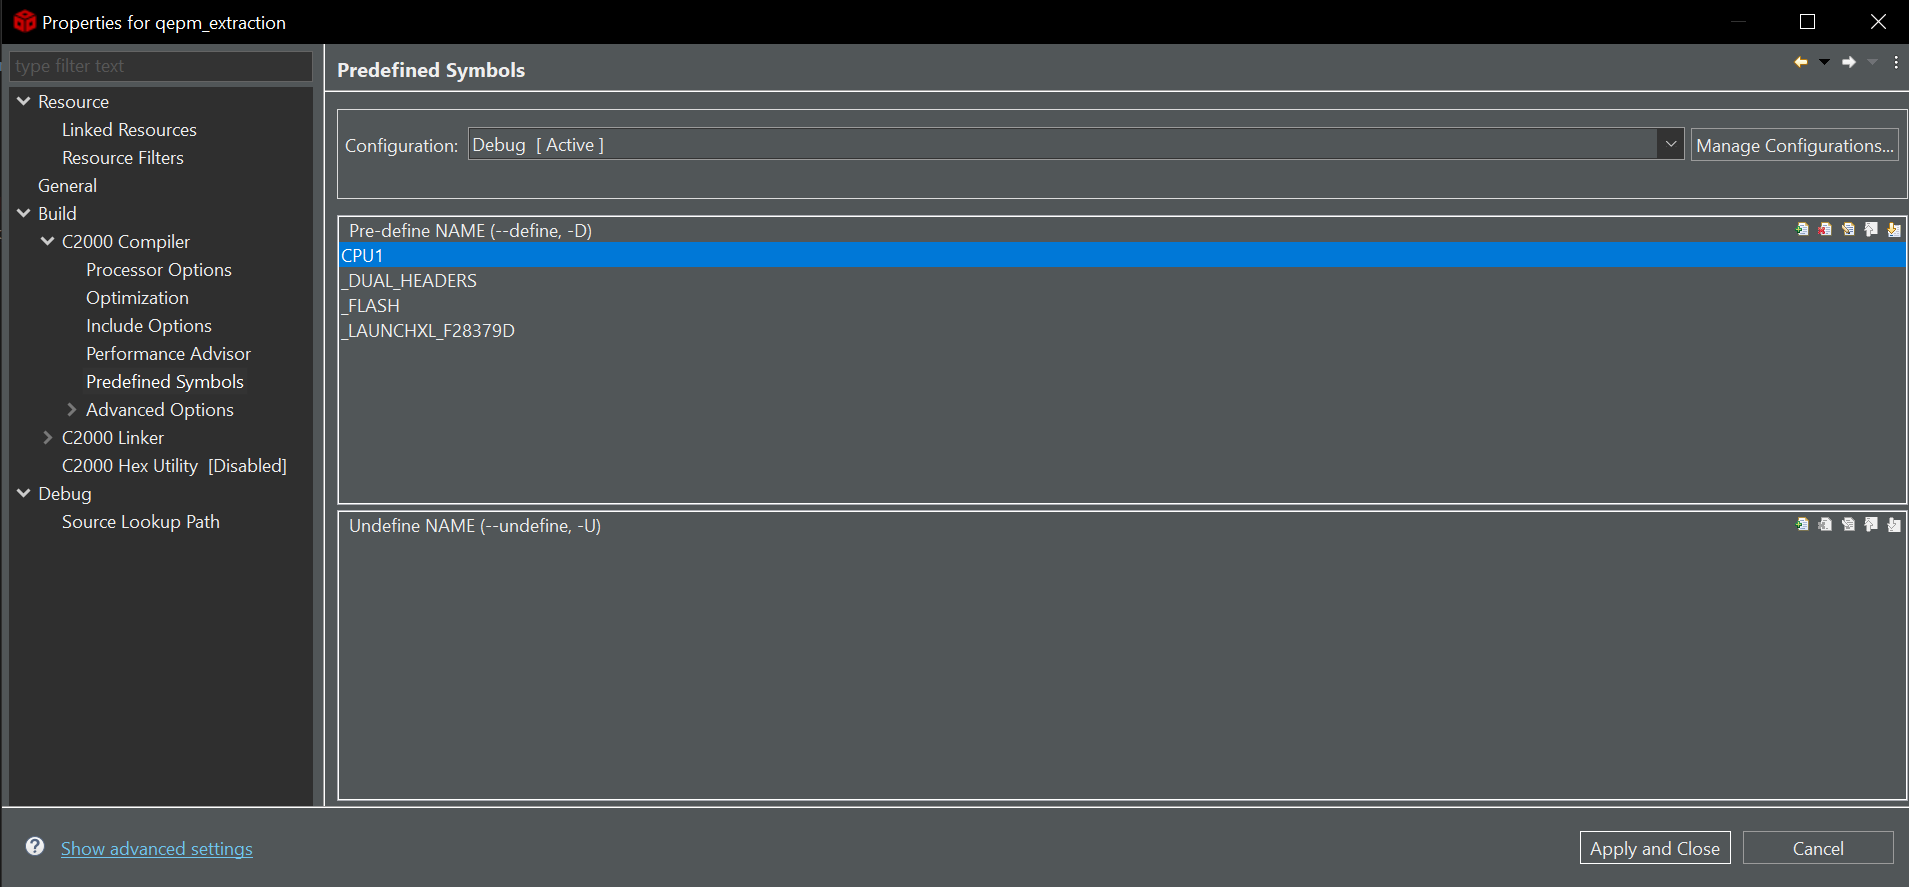 Properties for qepm_extraction
type filter text
Resource
Linked Resources
Resource Filters
General
Build
C2000 Compiler
Processor Options
Optimization
Include Options
Performance Advisor
Predefined Symbols
Advanced Options
C2000 Linker
C2000 Hex Utility [Disabled]
Debug
Source Lookup Path
Predefined Symbols
Configuration: Debug [ Active ] Manage Configurations...
Pre-define NAME (--define, -D)
CPU1
_DUAL_HEADERS
_FLASH
_LAUNCHXL_F28379D
Undefine NAME (--undefine, -U)
Show advanced settings
Apply and Close Cancel